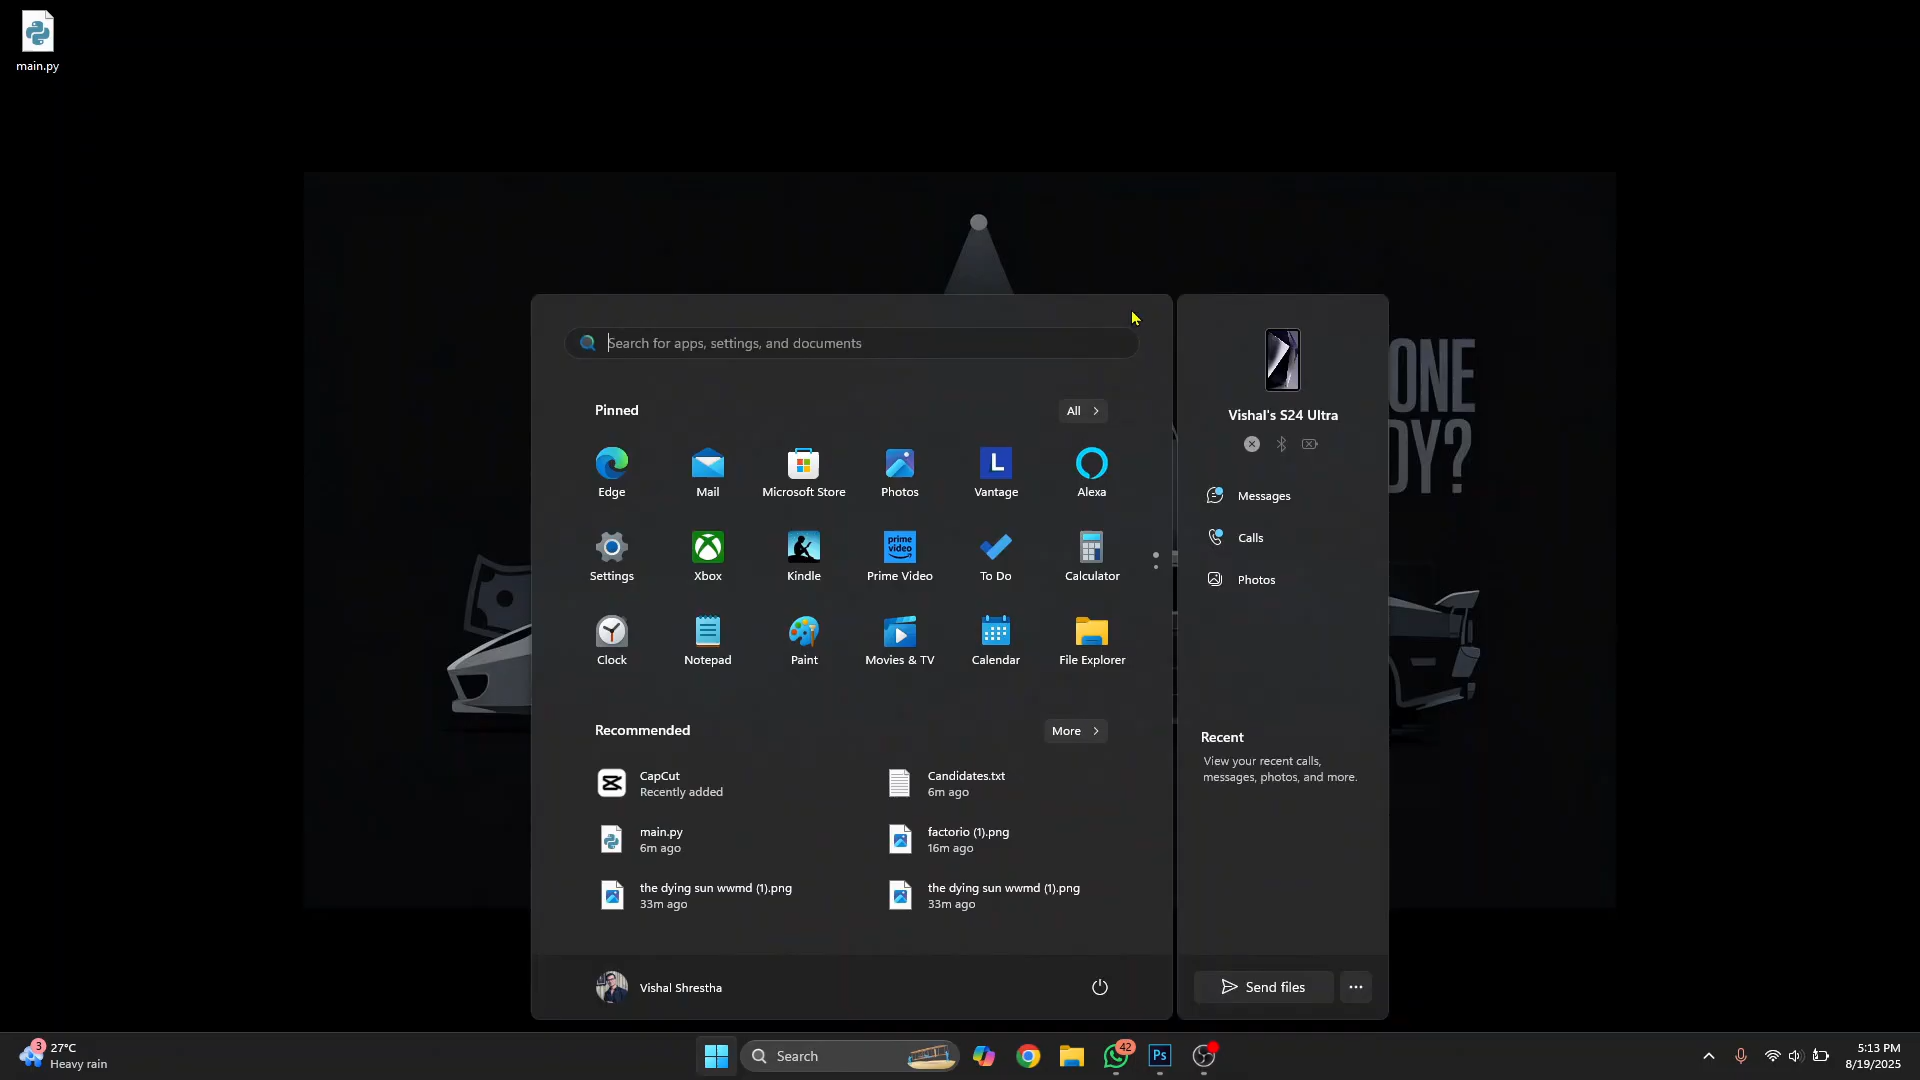 main.py
ONE
DY?
Search for apps, settings, and documents
Pinned
All
Edge
Mail
Microsoft Store
Photos
L
Vantage
Alexa
Settings
Xbox
Kindle
prime video
Prime Video
To Do
Calculator
Clock
Notepad
Paint
Movies & TV
Calendar
File Explorer
Recommended
More
CapCut
Recently added
Candidates.txt
6m ago
main.py
6m ago
factorio (1).png
16m ago
the dying sun wwmd (1).png
33m ago
the dying sun wwmd (1).png
33m ago
Vishal Shrestha
Vishal's S24 Ultra
Messages
Calls
Photos
Recent
View your recent calls,
messages, photos, and more.
Send files
3
27°C
Heavy rain
Search
42
Ps
5:13 PM
8/19/2025